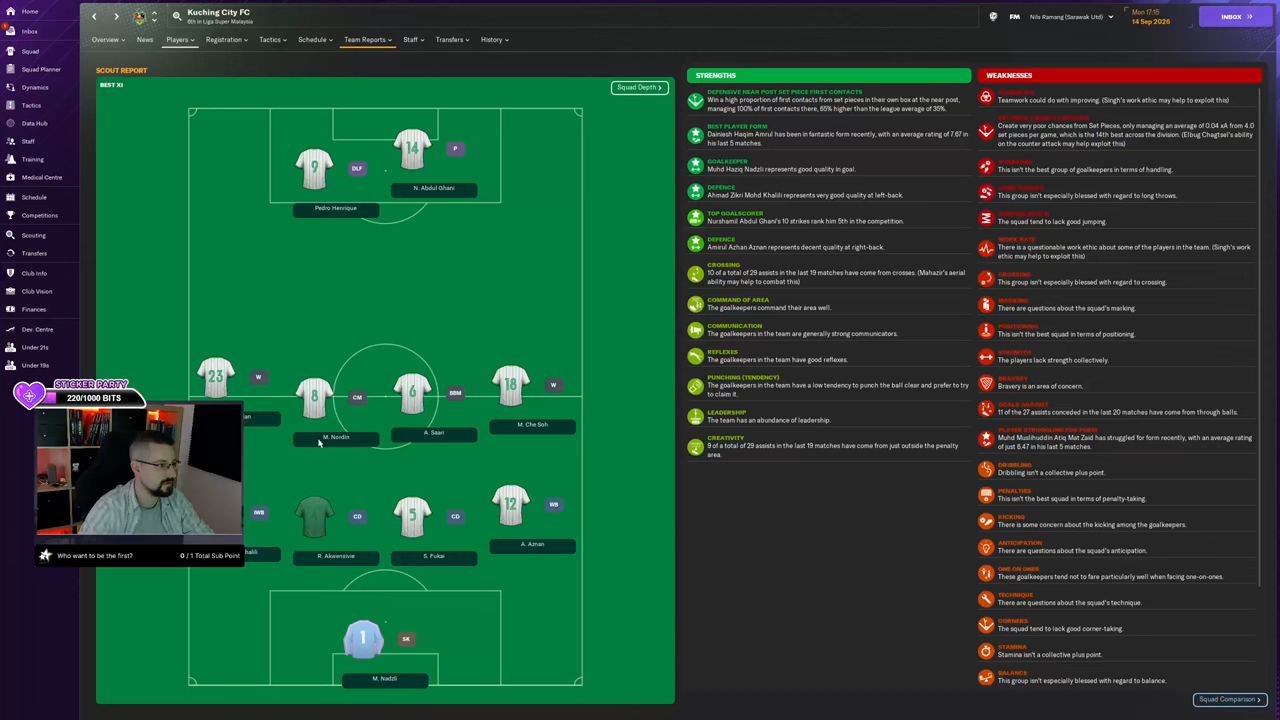 Home
Inbox
Squad
Squad Planner
Dynamics
Tactics
Data Hub
Staff
Training
Medical Centre
Schedule
Competitions
Scouting
Transfers
Club Info
Club Vision
Finances
Dev. Centre
Under 21s
Under 19s
Kuching City FC
6th in Liga Super Malaysia
FM
Nils Ramang (Sarawak Utd)
Mon 17:15
14 Sep 2026
INBOX
Overview
News
Players
Registration
Tactics
Schedule
Team Reports
Staff
Transfers
History
SCOUT REPORT
BEST XI
Squad Depth
9
DLF
Pedro Henrique
14
P
N. Abdul Ghani
23
W
CM
M. Nordin
6
BBM
A. Saari
18
W
M. Che Soh
IWB
CD
R. Akwensivie
5
CD
S. Fukai
12
WB
A. Aznan
1
SK
M. Nadzli
STICKER PARTY
220/1000 BITS
Who want to be the first?
0 / 1 Total Sub Point
STRENGTHS
DEFENSIVE NEAR POST SET PIECE FIRST CONTACTS
Win a high proportion of first contacts from set pieces in their own box at the near post,
managing 100% of first contacts there, 65% higher than the league average of 35%.
BEST PLAYER FORM
Dainesh Haqim Amrul has been in fantastic form recently, with an average rating of 7.67 in
his last 5 matches.
GOALKEEPER
Muhd Haziq Nadzli represents good quality in goal.
DEFENCE
Ahmad Zikri Mohd Khalili represents very good quality at left-back.
TOP GOALSCORER
Nurshamil Abdul Ghani's 10 strikes rank him 5th in the competition.
DEFENCE
Amirul Azhan Aznan represents decent quality at right-back.
CROSSING
10 of a total of 29 assists in the last 19 matches have come from crosses. (Mahazir's aerial
ability may help to combat this)
COMMAND OF AREA
The goalkeepers command their area well.
COMMUNICATION
The goalkeepers in the team are generally strong communicators.
REFLEXES
The goalkeepers in the team have good reflexes.
PUNCHING (TENDENCY)
The goalkeepers in the team have a low tendency to punch the ball clear and prefer to try
to claim it.
LEADERSHIP
The team has an abundance of leadership.
CREATIVITY
9 of a total of 29 assists in the last 19 matches have come from just outside the penalty
area.
WEAKNESSES
Teamwork could do with improving. (Singh's work ethic may help to exploit this)
Create very poor chances from Set Pieces, only managing an average of 0.04 xA from 4.0
set pieces per game, which is the 14th best across the division. (Elbug Chagtsel's ability
on the counter attack may help exploit this)
This isn't the best group of goalkeepers in terms of handling.
This group isn't especially blessed with regard to long throws.
The squad tend to lack good jumping.
WORK RATE
There is a questionable work ethic about some of the players in the team. (Singh's work
ethic may help to exploit this)
CROSSING
This group isn't especially blessed with regard to crossing.
MARKING
There are questions about the squad's marking.
POSITIONING
This isn't the best squad in terms of positioning.
STRENGTH
The players lack strength collectively.
BRAVERY
Bravery is an area of concern.
GOALS AGAINST
11 of the 27 assists conceded in the last 20 matches have come from through balls.
PLAYER STRUGGLING FOR FORM
Muhd Muslihuddin Atiq Mat Zaid has struggled for form recently, with an average rating
of just 6.47 in his last 5 matches.
DRIBBLING
Dribbling isn't a collective plus point.
PENALTIES
This isn't the best squad in terms of penalty-taking.
KICKING
There is some concern about the kicking among the goalkeepers.
ANTICIPATION
There are questions about the squad's anticipation.
ONE ON ONES
These goalkeepers tend not to fare particularly well when facing one-on-ones.
TECHNIQUE
There are questions about the squad's technique.
CORNERS
The squad tend to lack good corner-taking.
STAMINA
Stamina isn't a collective plus point.
BALANCE
This group isn't especially blessed with regard to balance.
Squad Comparison